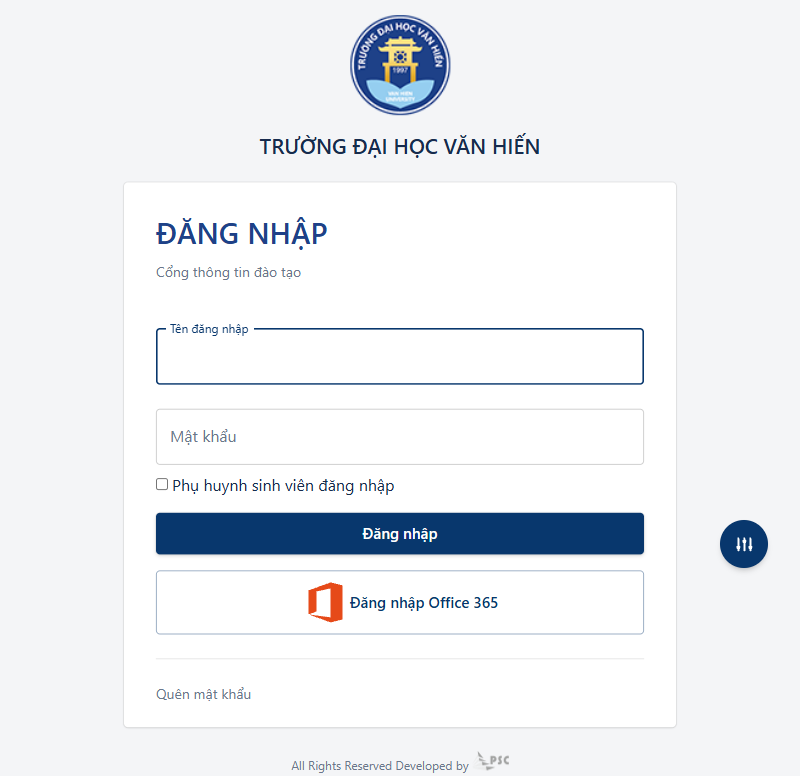 TRƯỜNG ĐẠI HỌC VĂN HIẾN
1997
VAN HIEN
UNIVERSITY
TRƯỜNG ĐẠI HỌC VĂN HIẾN
ĐĂNG NHẬP
Cổng thông tin đào tạo
Tên đăng nhập
Mật khẩu
Phụ huynh sinh viên đăng nhập
Đăng nhập
Đăng nhập Office 365
Quên mật khẩu
All Rights Reserved Developed by PSC